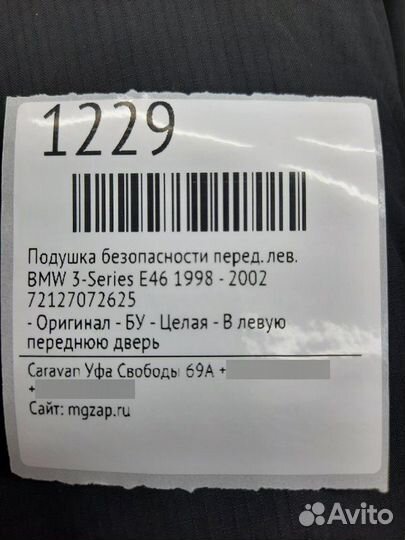 1229
Подушка безопасности перед. лев.
BMW 3-Series E46 1998 - 2002
72127072625
- Оригинал - БУ - Целая - В левую
переднюю дверь
Caravan Уфа Свободы 69А +
+
Сайт: mgzap.ru
Avito